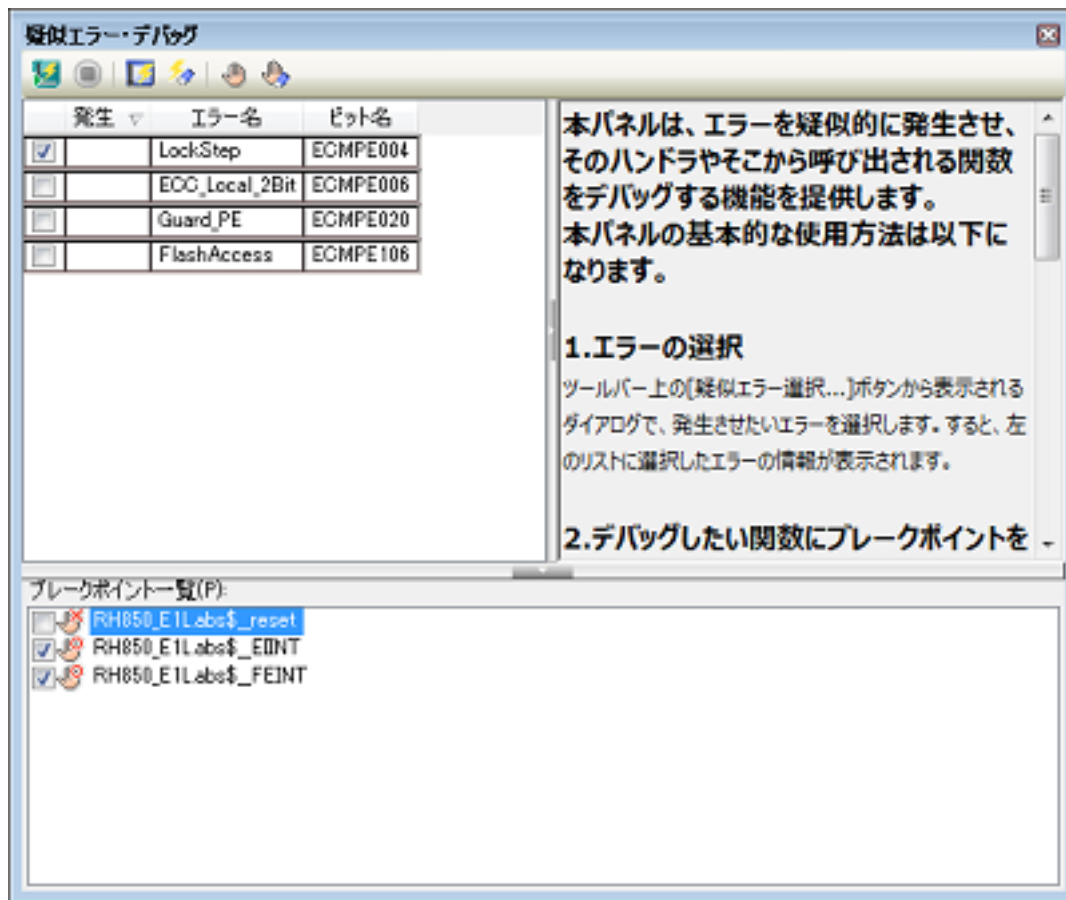 疑似エラー・デバッグ
発生 エラー名 ビット名
LockStep ECMPE004
ECC_Local_2Bit ECMPE006
Guard_PE ECMPE020
FlashAccess ECMPE106
本パネルは、エラーを疑似的に発生させ、
そのハンドラやそこから呼び出される関数
をデバッグする機能を提供します。
本パネルの基本的な使用方法は以下に
なります。
1.エラーの選択
ツールバー上の[疑似エラー選択...]ボタンから表示される
ダイアログで、発生させたいエラーを選択します。すると、左
のリストに選択したエラーの情報が表示されます。
2.デバッグしたい関数にブレークポイントを
ブレークポイント一覧(P):
RH850_E1L.abs$_reset
RH850_E1L.abs$_EIINT
RH850_E1L.abs$_FEINT